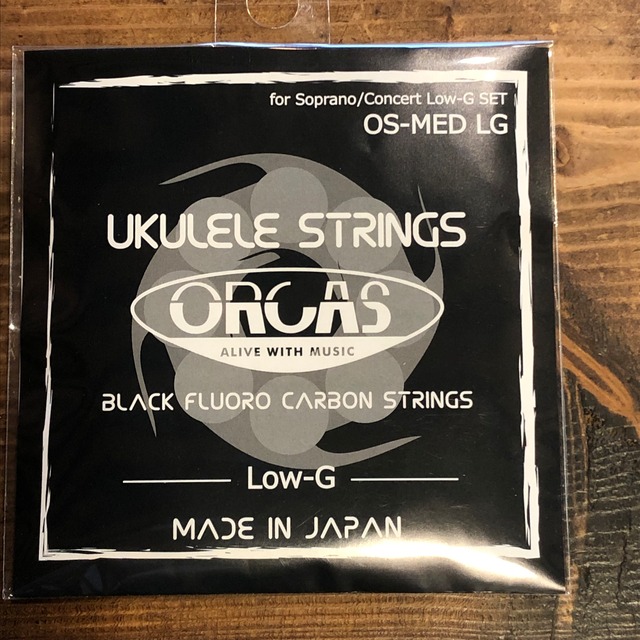 for Soprano/Concert Low-G SET
OS-MED LG
UKULELE STRINGS
ORCAS
ALIVE WITH MUSIC
BLACK FLUORO CARBON STRINGS
Low-G
MADE IN JAPAN